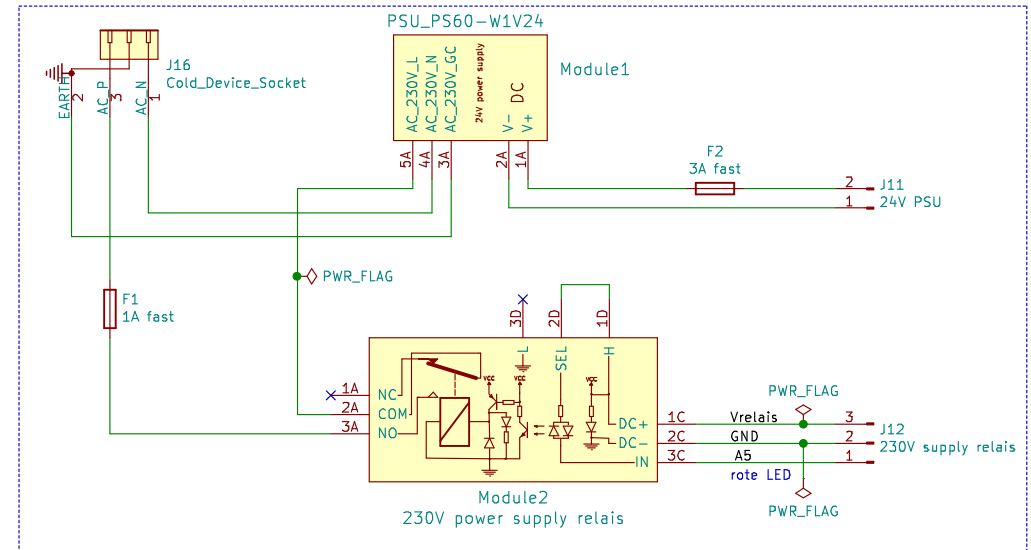 PSU_PS60-W1V24
J16
Cold_Device_Socket
EARTH
2
AC_P
3
AC_N
1
AC_230V_L
AC_230V_N
AC_230V_GC
24V power supply
DC
V-
V+
Module1
5A
4A
3A
2A
1A
F2
3A fast
2
J11
1
24V PSU
PWR_FLAG
F1
1A fast
3D
2D
1D
L
SEL
H
1A
NC
2A
COM
3A
NO
VCC
VCC
VCC
DC+
DC-
IN
1C
2C
3C
Vrelais
GND
A5
rote LED
PWR_FLAG
3
J12
2
230V supply relais
1
PWR_FLAG
Module2
230V power supply relais